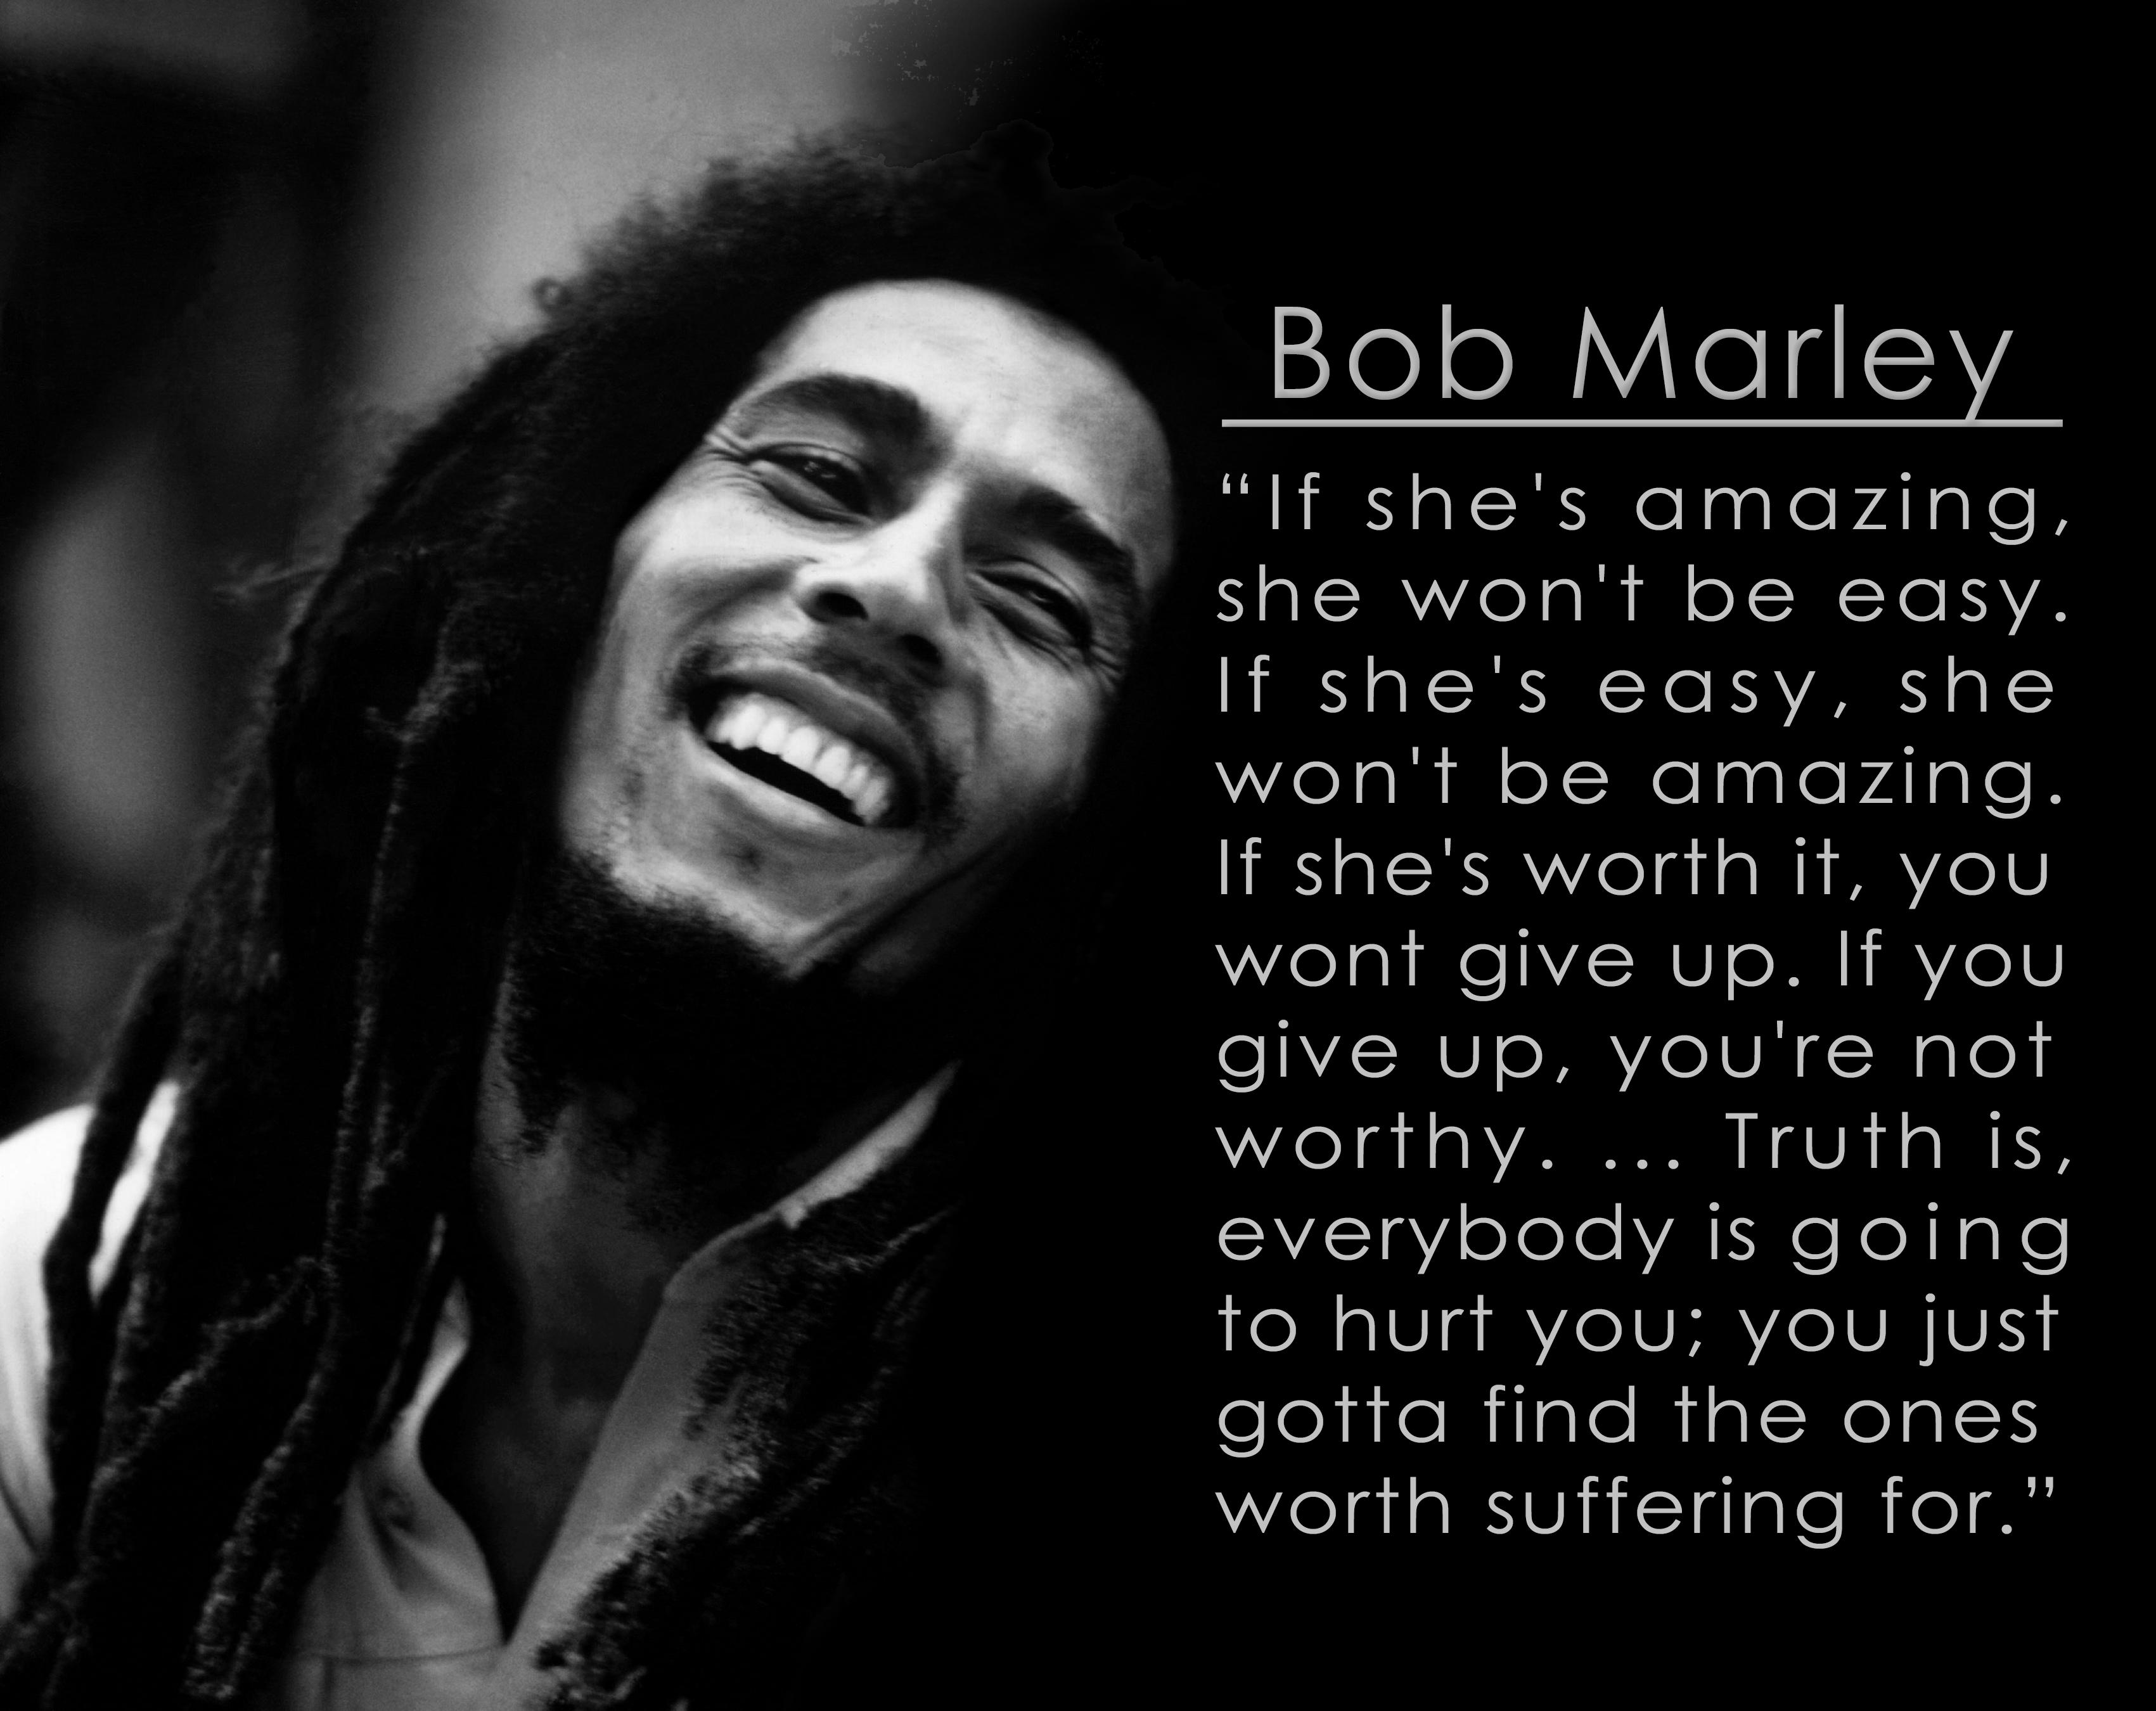 Bob Marley
“If she's amazing,
she won't be easy.
If she's easy, she
won't be amazing.
If she's worth it, you
wont give up. If you
give up, you're not
worthy. ... Truth is,
everybody is going
to hurt you; you just
gotta find the ones
worth suffering for.”